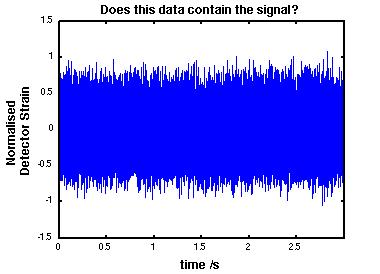 Does this data contain the signal?
1.5
1
0.5
0
-0.5
-1
-1.5
Normalised
Detector Strain
0 0.5 1 1.5 2 2.5
time /s